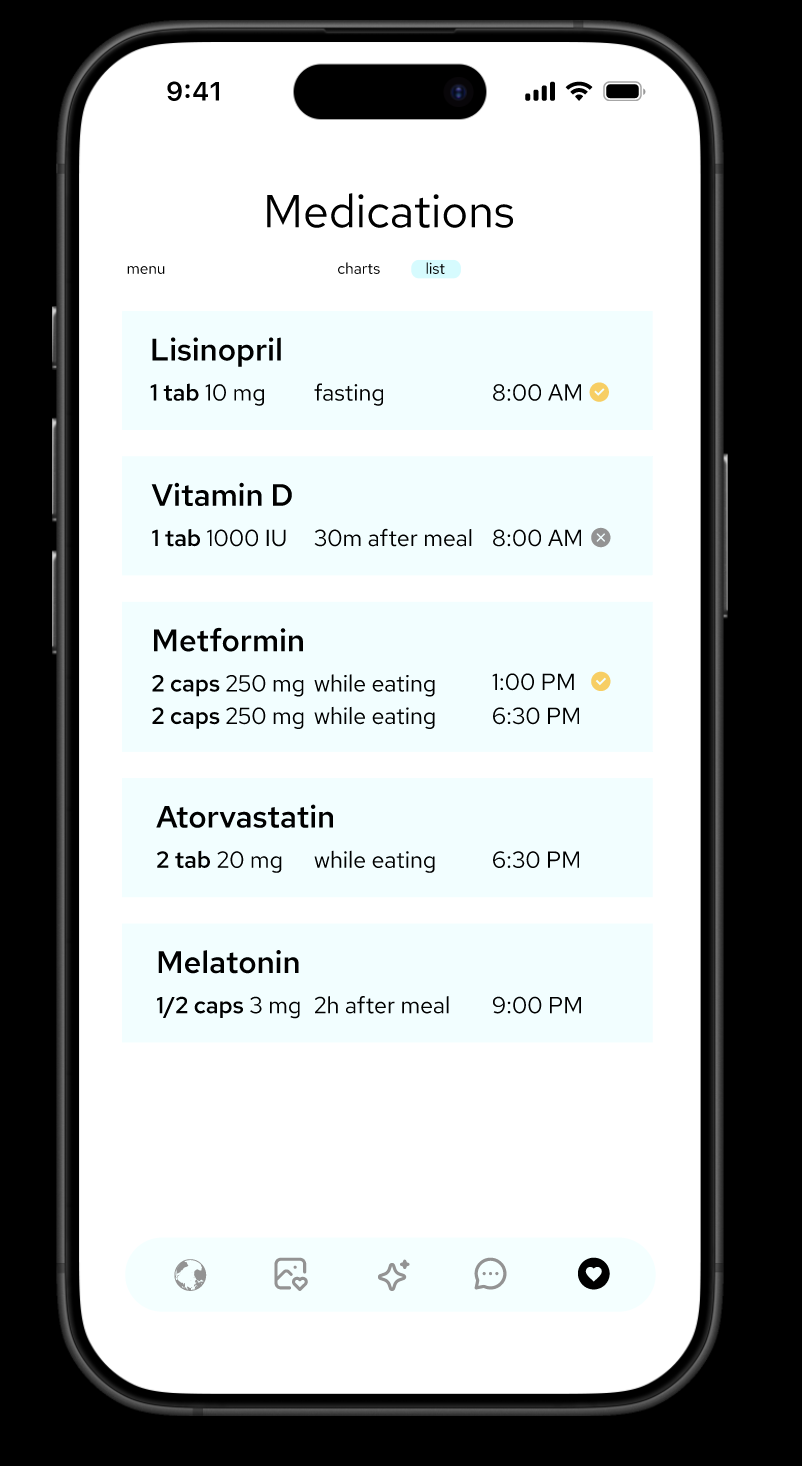 9:41
Medications
menu charts list
Lisinopril
1 tab 10 mg fasting 8:00 AM
Vitamin D
1 tab 1000 IU 30m after meal 8:00 AM
Metformin
2 caps 250 mg while eating 1:00 PM
2 caps 250 mg while eating 6:30 PM
Atorvastatin
2 tab 20 mg while eating 6:30 PM
Melatonin
1/2 caps 3 mg 2h after meal 9:00 PM